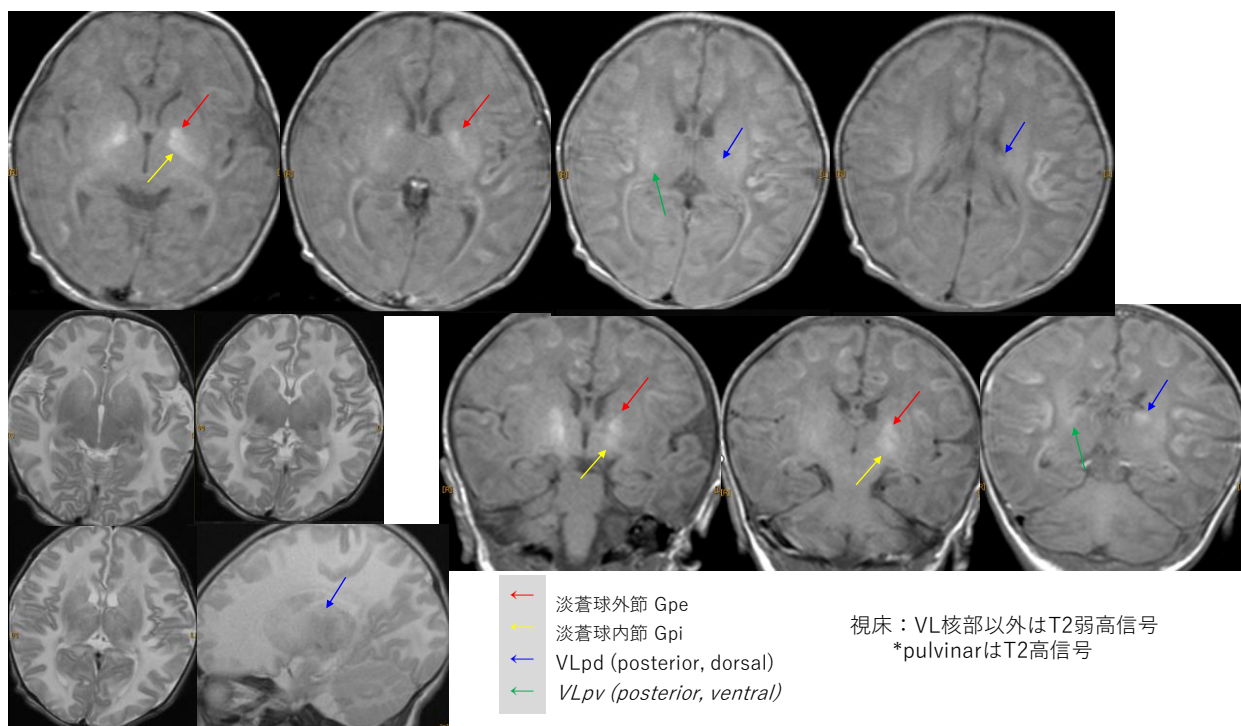 ← 淡蒼球外節 Gpe
← 淡蒼球内節 Gpi
← VLpd (posterior, dorsal)
← VLpv (posterior, ventral)
視床：VL核部以外はT2弱高信号
*pulvinarはT2高信号